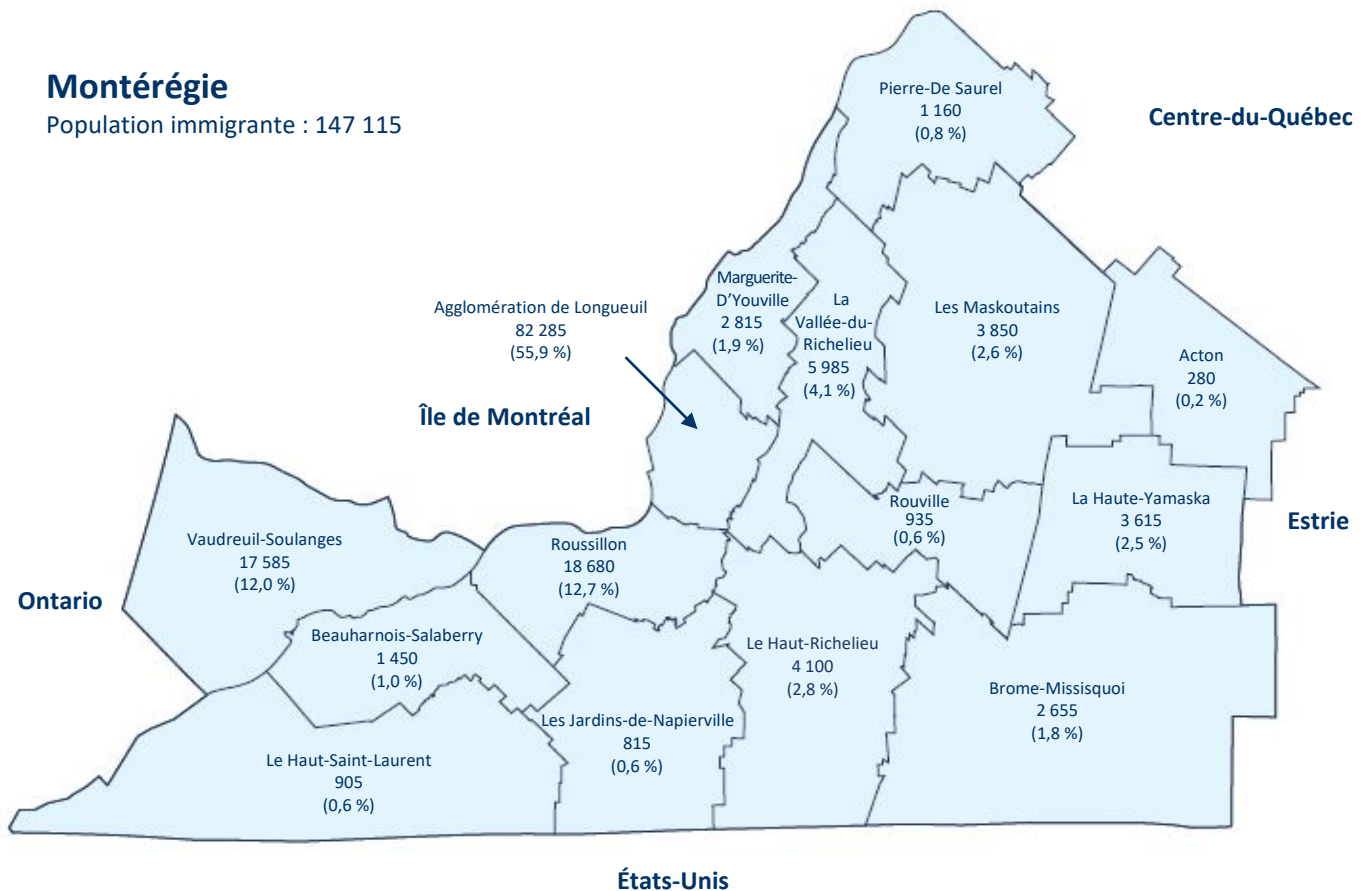 Montérégie
Population immigrante : 147 115
Pierre-De Saurel
1 160
(0,8 %)
Centre-du-Québec
Marguerite-
D'Youville
2 815
(1,9 %)
La
Vallée-du-
Richelieu
5 985
(4,1 %)
Les Maskoutains
3 850
(2,6 %)
Agglomération de Longueuil
82 285
(55,9 %)
Acton
280
(0,2 %)
Île de Montréal
Rouville
935
(0,6 %)
La Haute-Yamaska
3 615
(2,5 %)
Estrie
Vaudreuil-Soulanges
17 585
(12,0 %)
Roussillon
18 680
(12,7 %)
Ontario
Beauharnois-Salaberry
1 450
(1,0 %)
Le Haut-Richelieu
4 100
(2,8 %)
Brome-Missisquoi
2 655
(1,8 %)
Les Jardins-de-Napierville
815
(0,6 %)
Le Haut-Saint-Laurent
905
(0,6 %)
États-Unis